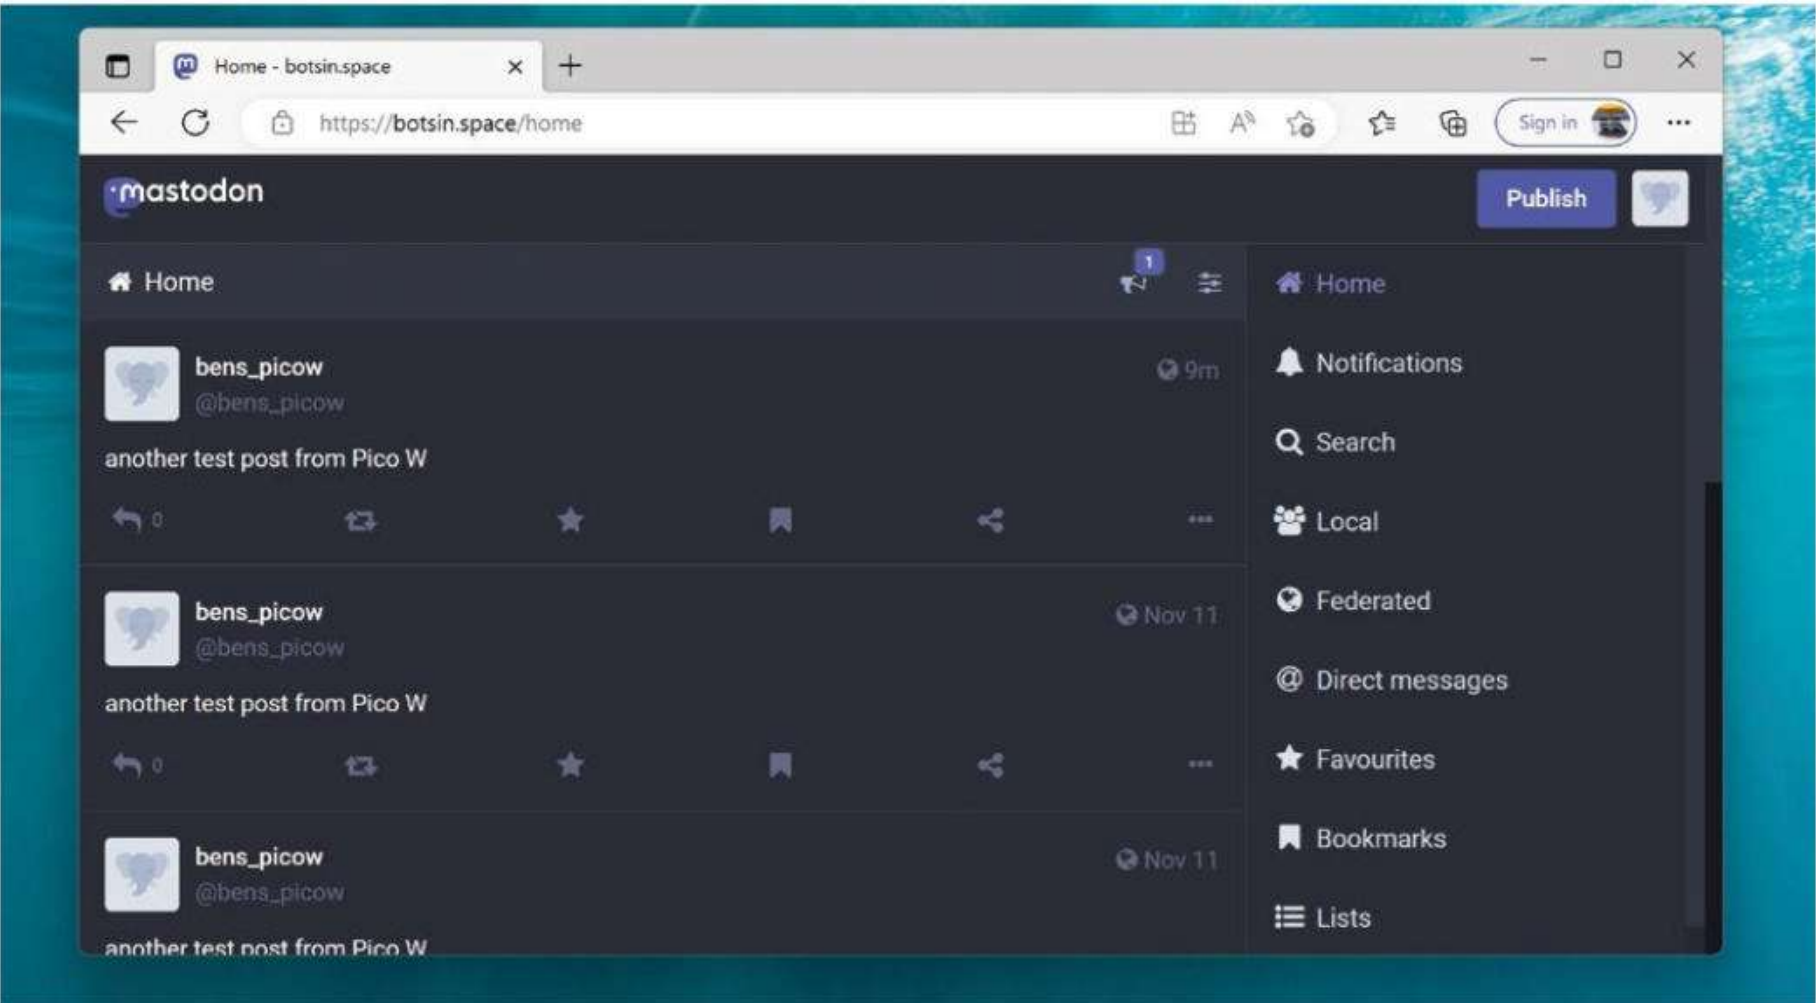 Home - botsin.space
https://botsin.space/home
Sign in
mastodon
Publish
Home
1
bens_picow
9m
@bens_picow
another test post from Pico W
0
bens_picow
Nov 11
@bens_picow
another test post from Pico W
0
bens_picow
Nov 11
@bens_picow
another test post from Pico W
Home
Notifications
Search
Local
Federated
Direct messages
Favourites
Bookmarks
Lists